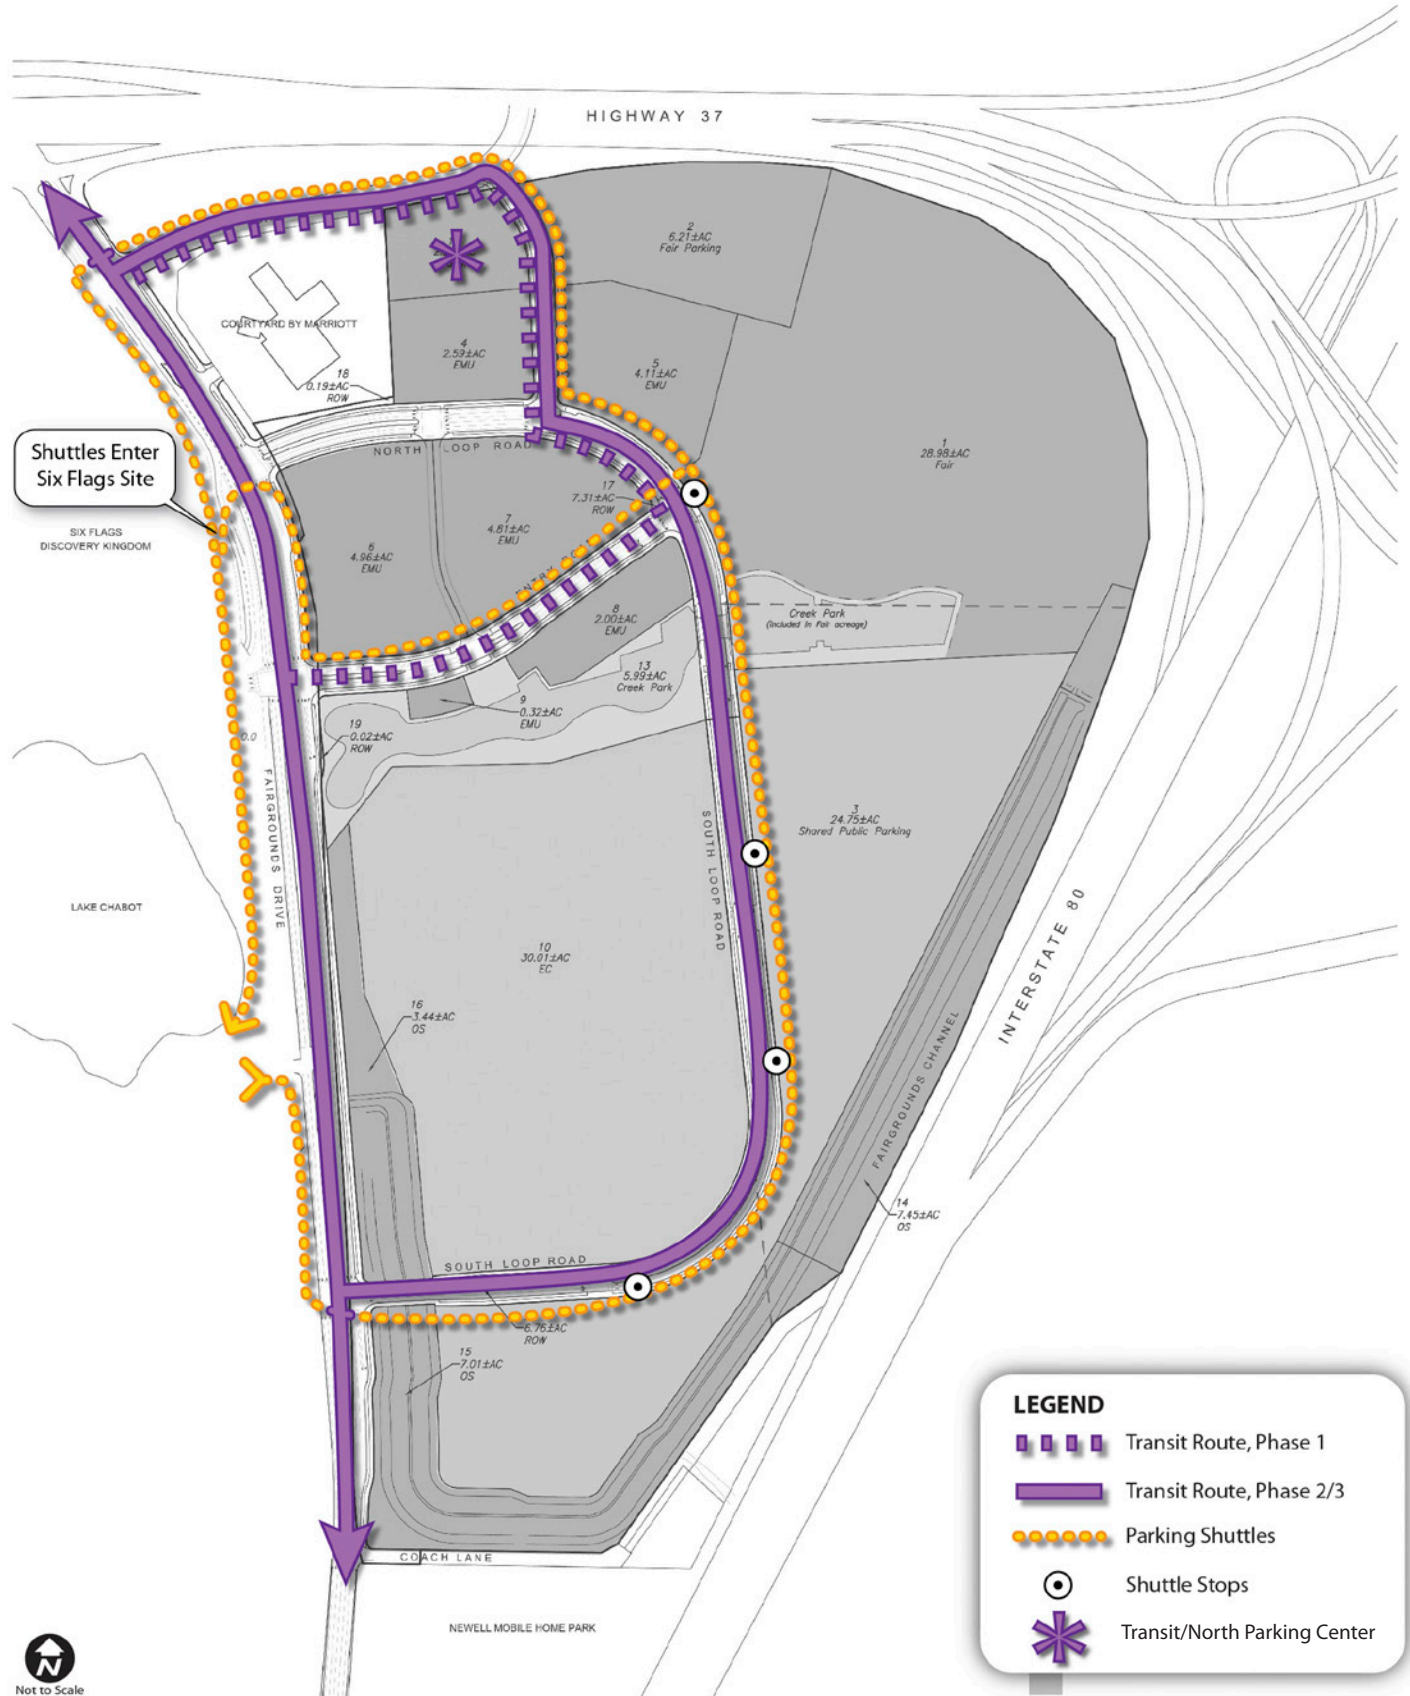 HIGHWAY 37
2
6.21±AC
Fair Parking
COURTYARD BY MARRIOTT
4
2.59±AC
EMU
5
4.11±AC
EMU
18
0.19±AC
ROW
1
28.98±AC
Fair
NORTH LOOP ROAD
Shuttles Enter
Six Flags Site
17
7.31±AC
ROW
SIX FLAGS
DISCOVERY KINGDOM
7
4.81±AC
EMU
6
4.96±AC
EMU
ENTRY
8
2.00±AC
EMU
Creek Park
(Included in Fair acreage)
13
5.99±AC
Creek Park
9
0.32±AC
EMU
19
0.02±AC
ROW
0.0
FAIRGROUNDS DRIVE
SOUTH LOOP ROAD
3
24.75±AC
Shared Public Parking
LAKE CHABOT
INTERSTATE 80
10
30.01±AC
EC
16
3.44±AC
OS
FAIRGROUNDS CHANNEL
14
7.45±AC
OS
SOUTH LOOP ROAD
6.76±AC
ROW
15
7.01±AC
OS
COACH LANE
NEWELL MOBILE HOME PARK
N
Not to Scale
LEGEND
Transit Route, Phase 1
Transit Route, Phase 2/3
Parking Shuttles
Shuttle Stops
Transit/North Parking Center